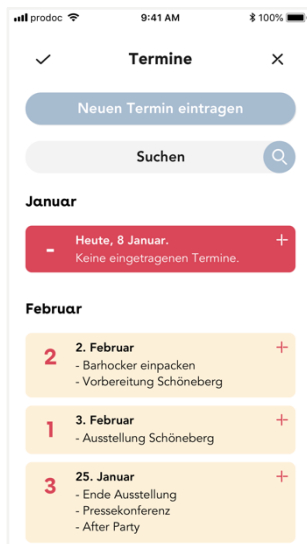 prodoc 9:41 AM 100%
Termine
Neuen Termin eintragen
Suchen
Januar
- Heute, 8 Januar.
Keine eingetragenen Termine.
Februar
2 2. Februar
- Barhocker einpacken
- Vorbereitung Schöneberg
1 3. Februar
- Ausstellung Schöneberg
3 25. Januar
- Ende Ausstellung
- Pressekonferenz
- After Party